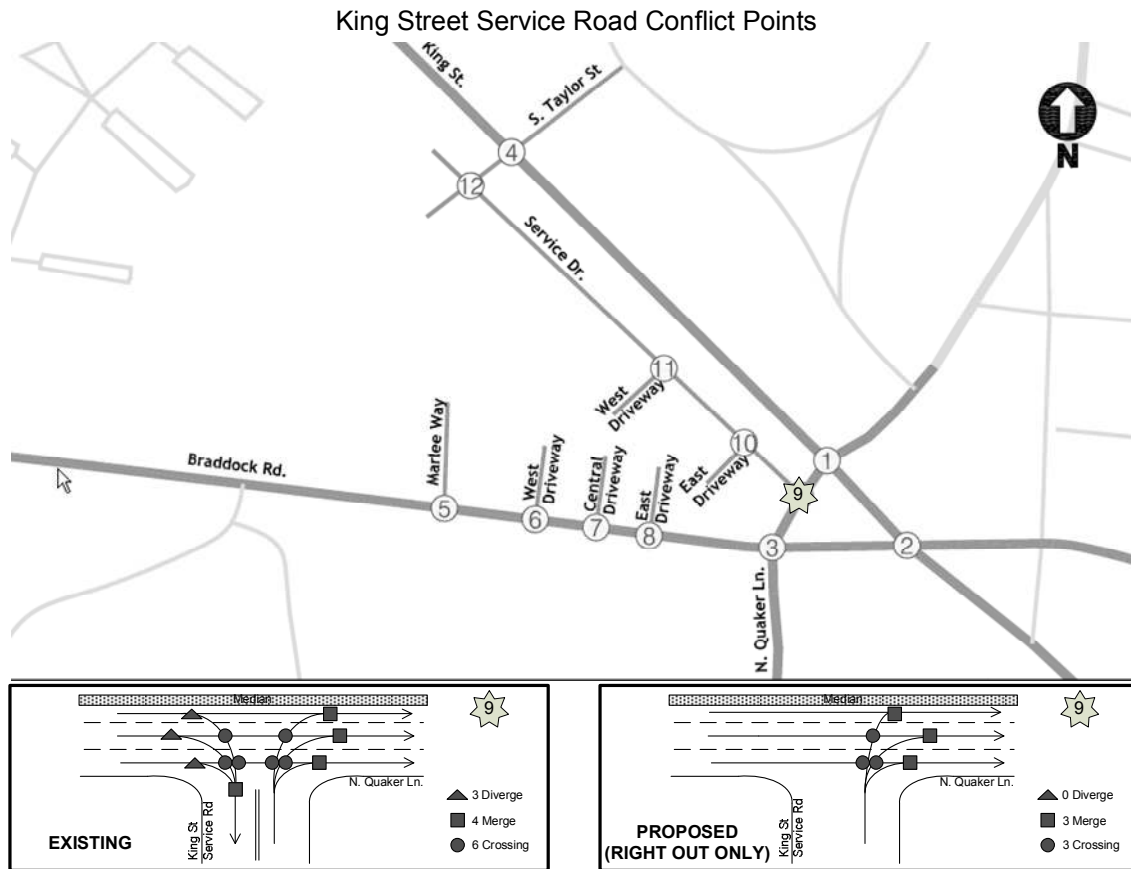 King Street Service Road Conflict Points
King St.
S. Taylor St
N
4
12
Service Dr.
11
West
Driveway
10
East
Driveway
1
9
Braddock Rd.
Marlee Way
West
Driveway
Central
Driveway
East
Driveway
5
6
7
8
3
2
N. Quaker Ln.
Median
9
N. Quaker Ln.
King St
Service Rd
3 Diverge
4 Merge
6 Crossing
EXISTING
Median
9
N. Quaker Ln.
King St
Service Rd
0 Diverge
3 Merge
3 Crossing
PROPOSED
(RIGHT OUT ONLY)